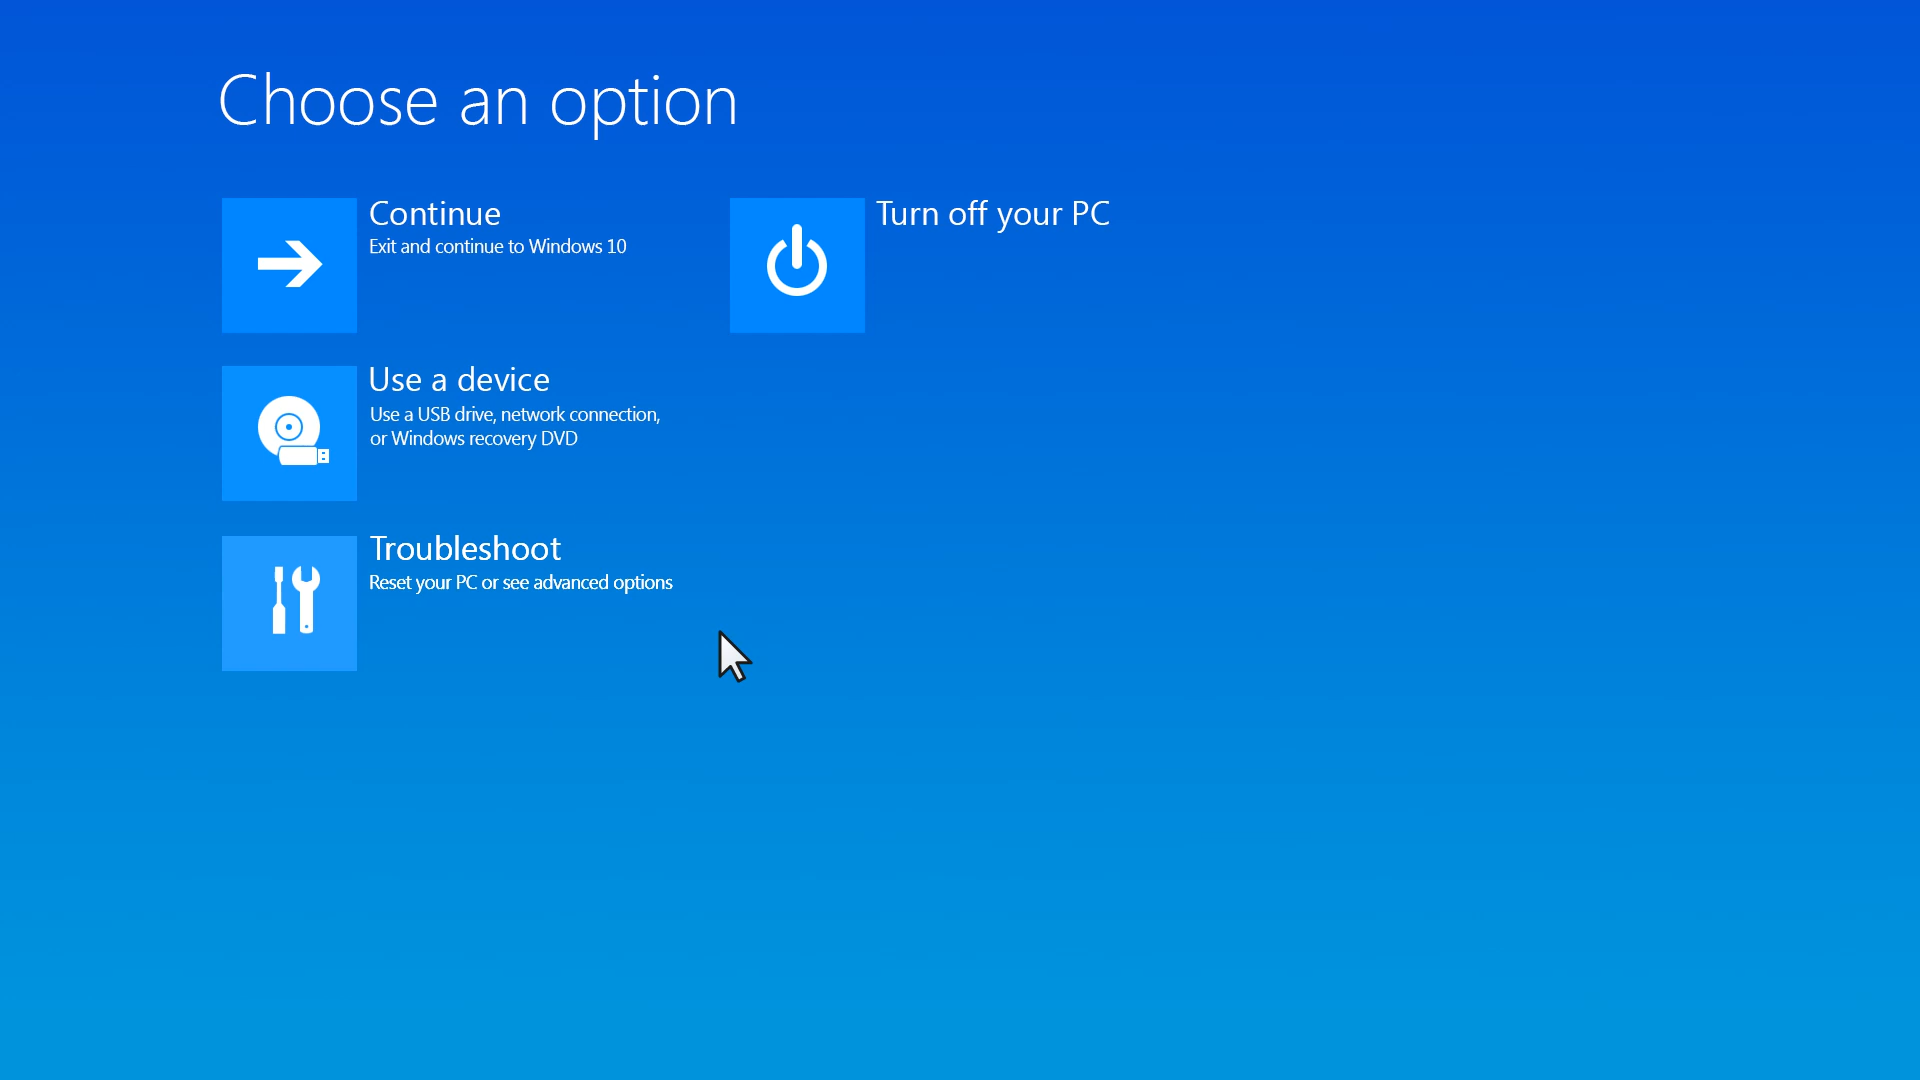 Choose an option
Continue
Exit and continue to Windows 10
Turn off your PC
Use a device
Use a USB drive, network connection,
or Windows recovery DVD
Troubleshoot
Reset your PC or see advanced options